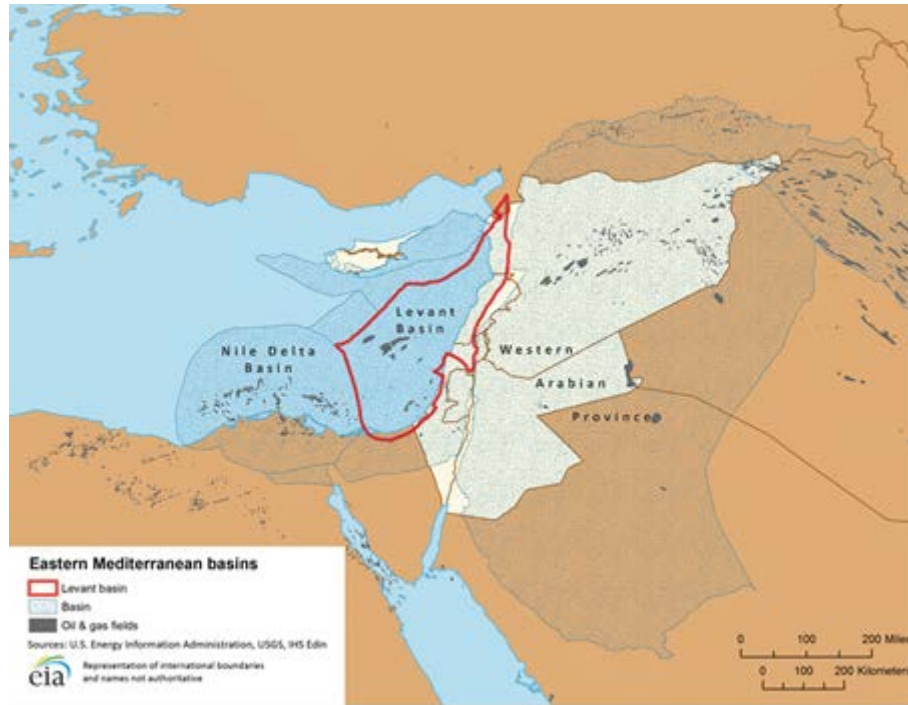 Levant
Basin
Nile Delta
Basin
Western
Arabian
Province
Eastern Mediterranean basins
Levant basin
Basin
Oil & gas fields
Sources: U.S. Energy Information Administration, USGS, IHS Edin
eia
Representation of international boundaries
and names not authoritative
0 100 200 Miles
0 100 200 Kilometers